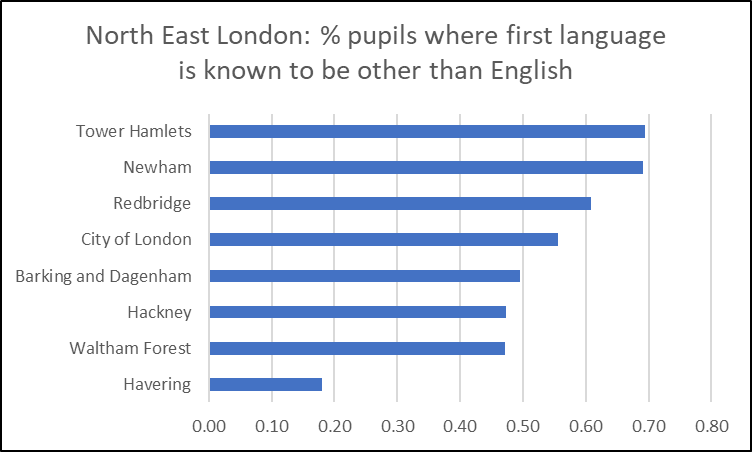 North East London: % pupils where first language
is known to be other than English
Tower Hamlets
Newham
Redbridge
City of London
Barking and Dagenham
Hackney
Waltham Forest
Havering
0.00 0.10 0.20 0.30 0.40 0.50 0.60 0.70 0.80